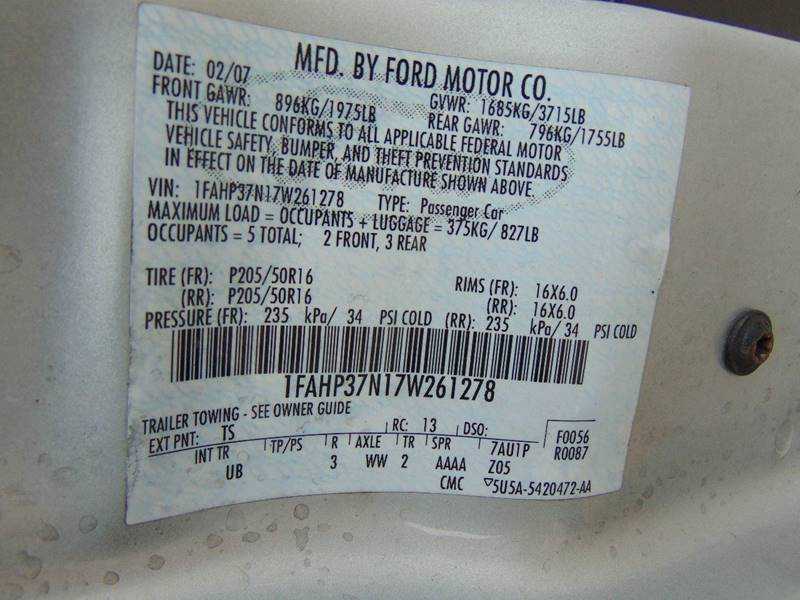 MFD. BY FORD MOTOR CO.
DATE: 02/07 GVWR: 1685KG/3715LB
FRONT GAWR: 896KG/1975LB REAR GAWR: 796KG/1755LB
THIS VEHICLE CONFORMS TO ALL APPLICABLE FEDERAL MOTOR
VEHICLE SAFETY, BUMPER, AND THEFT PREVENTION STANDARDS
IN EFFECT ON THE DATE OF MANUFACTURE SHOWN ABOVE.
VIN: 1FAHP37N17W261278 TYPE: Passenger Car
MAXIMUM LOAD = OCCUPANTS + LUGGAGE = 375KG/ 827LB
OCCUPANTS = 5 TOTAL; 2 FRONT, 3 REAR
TIRE (FR): P205/50R16 RIMS (FR): 16X6.0
(RR): P205/50R16 (RR): 16X6.0
PRESSURE (FR): 235 kPa/ 34 PSI COLD (RR): 235 kPa/ 34 PSI COLD
1FAHP37N17W261278
TRAILER TOWING - SEE OWNER GUIDE
EXT PNT: TS RC: 13 DSO: F0056
INT TR TP/PS R AXLE TR SPR 7AU1P R0087
UB 3 WW 2 AAAA Z05
CMC ▽5U5A-5420472-AA